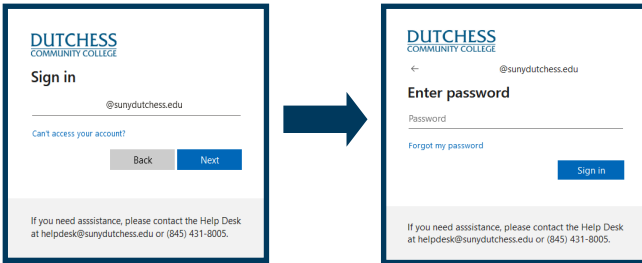 DUTCHESS
COMMUNITY COLLEGE
Sign in
@sunydutchess.edu
Can't access your account?
Back Next
If you need asssistance, please contact the Help Desk
at helpdesk@sunydutchess.edu or (845) 431-8005.
DUTCHESS
COMMUNITY COLLEGE
← @sunydutchess.edu
Enter password
Password
Forgot my password
Sign in
If you need asssistance, please contact the Help Desk
at helpdesk@sunydutchess.edu or (845) 431-8005.